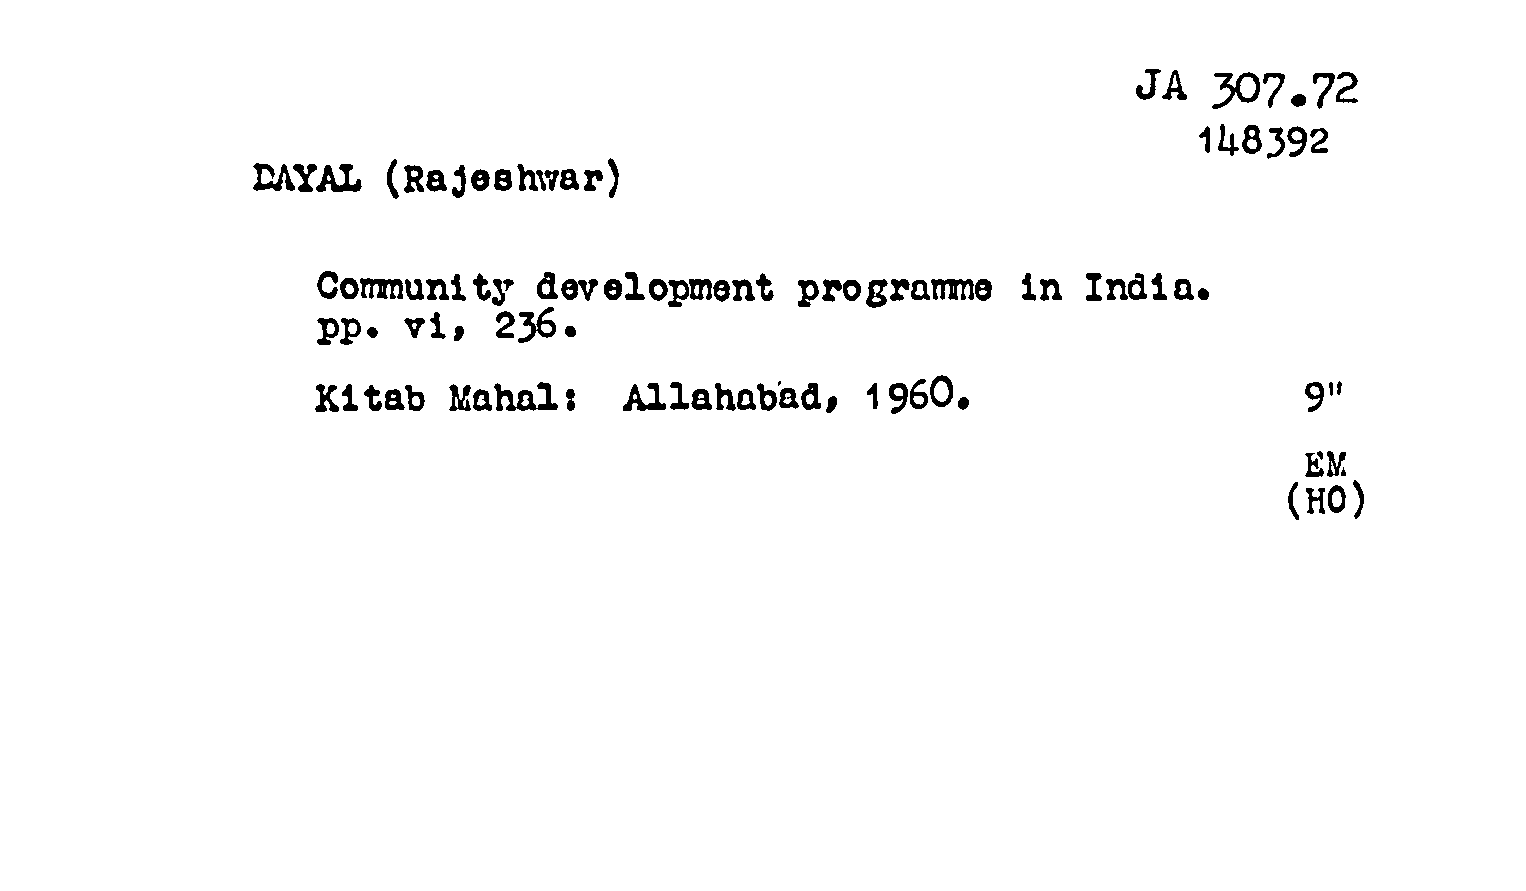 JA 307.72
148392
DAYAL (Rajeshwar)
Community development programme in India.
pp. vi, 236.
Kitab Mahal: Allahabad, 1960. 9"
EM
(HO)